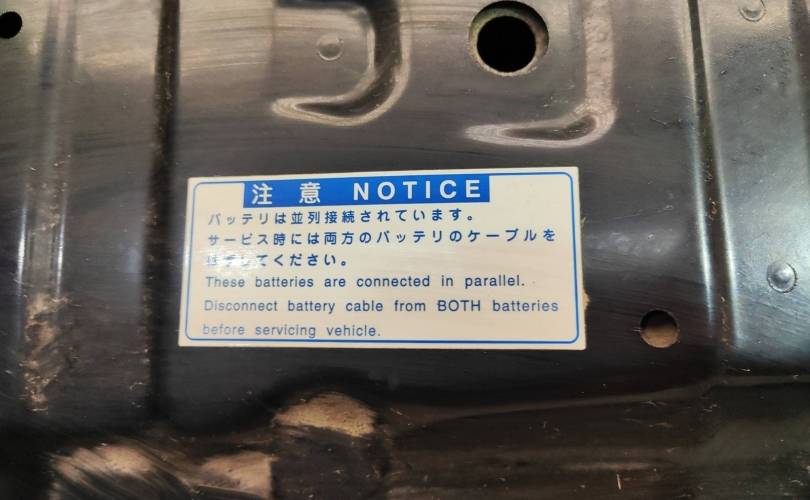 注意 NOTICE
バッテリは並列接続されています。
サービス時には両方のバッテリのケーブルを
してください。
These batteries are connected in parallel.
Disconnect battery cable from BOTH batteries
before servicing vehicle.